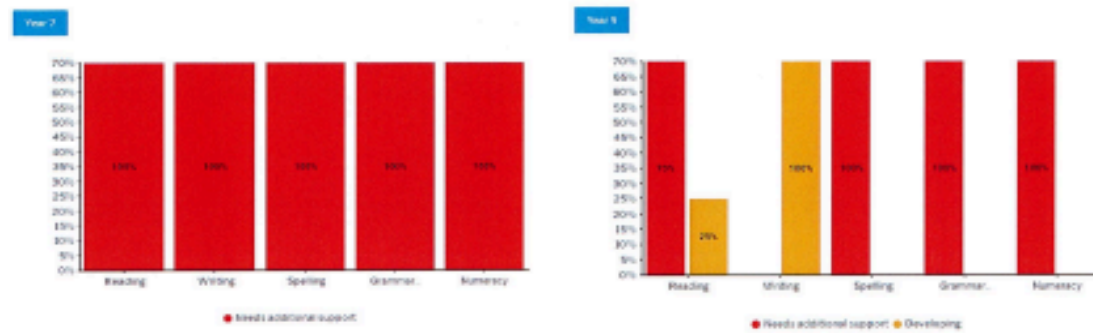 Year 7
70%
65%
60%
55%
50%
45%
40%
35%
30%
25%
20%
15%
10%
5%
0%
100%
100%
100%
100%
100%
Reading
Writing
Spelling
Grammar..
Numeracy
Needs additional support
Year 9
70%
65%
60%
55%
50%
45%
40%
35%
30%
25%
20%
15%
10%
5%
0%
25%
100%
100%
100%
100%
Reading
Writing
Spelling
Grammar..
Numeracy
Needs additional support Developing